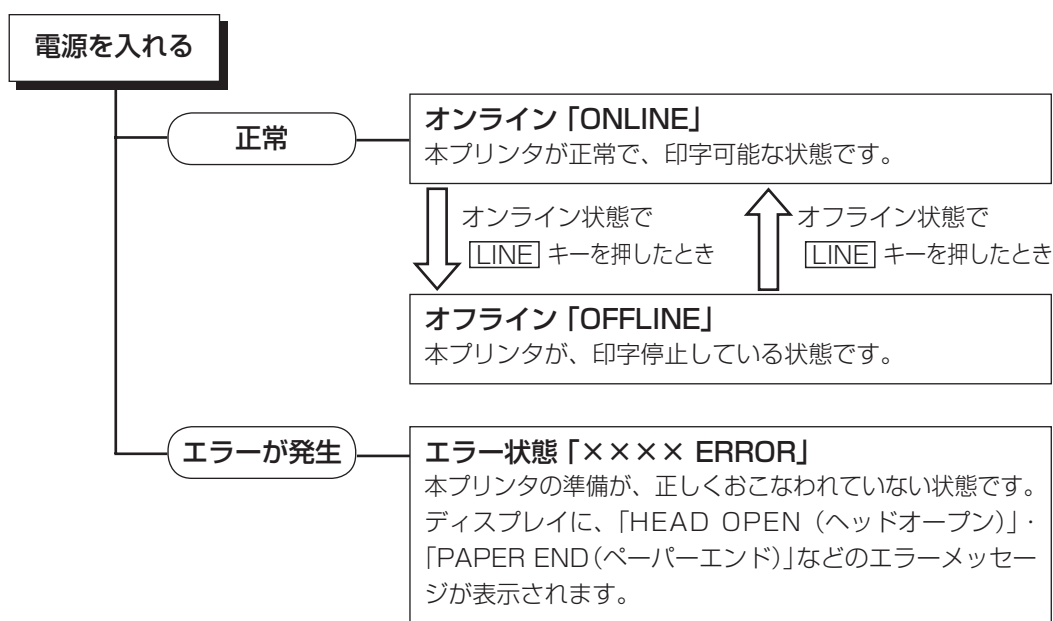 電源を入れる
正常
オンライン「ONLINE」
本プリンタが正常で、印字可能な状態です。
オンライン状態で
LINE キーを押したとき
オフライン状態で
LINE キーを押したとき
オフライン「OFFLINE」
本プリンタが、印字停止している状態です。
エラーが発生
エラー状態「×××× ERROR」
本プリンタの準備が、正しくおこなわれていない状態です。
ディスプレイに、「HEAD OPEN（ヘッドオープン）」・
「PAPER END（ペーパーエンド）」などのエラーメッセー
ジが表示されます。